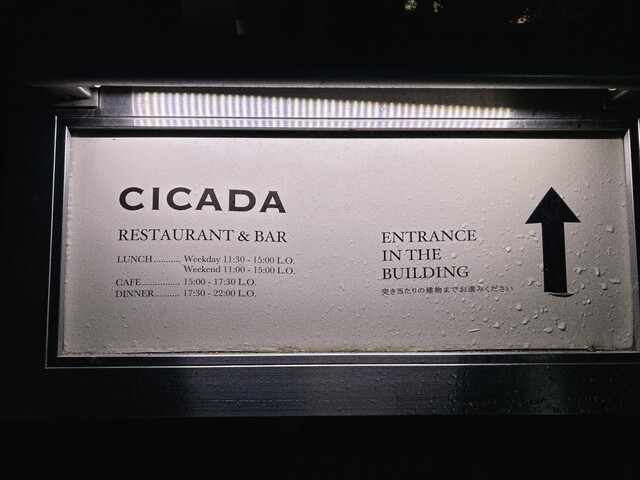 CICADA
RESTAURANT & BAR
LUNCH.......... Weekday 11:30 - 15:00 L.O.
Weekend 11:00 - 15:00 L.O.
CAFE.............. 15:00 - 17:30 L.O.
DINNER.......... 17:30 - 22:00 L.O.
ENTRANCE
IN THE
BUILDING
突き当たりの建物までお進みください